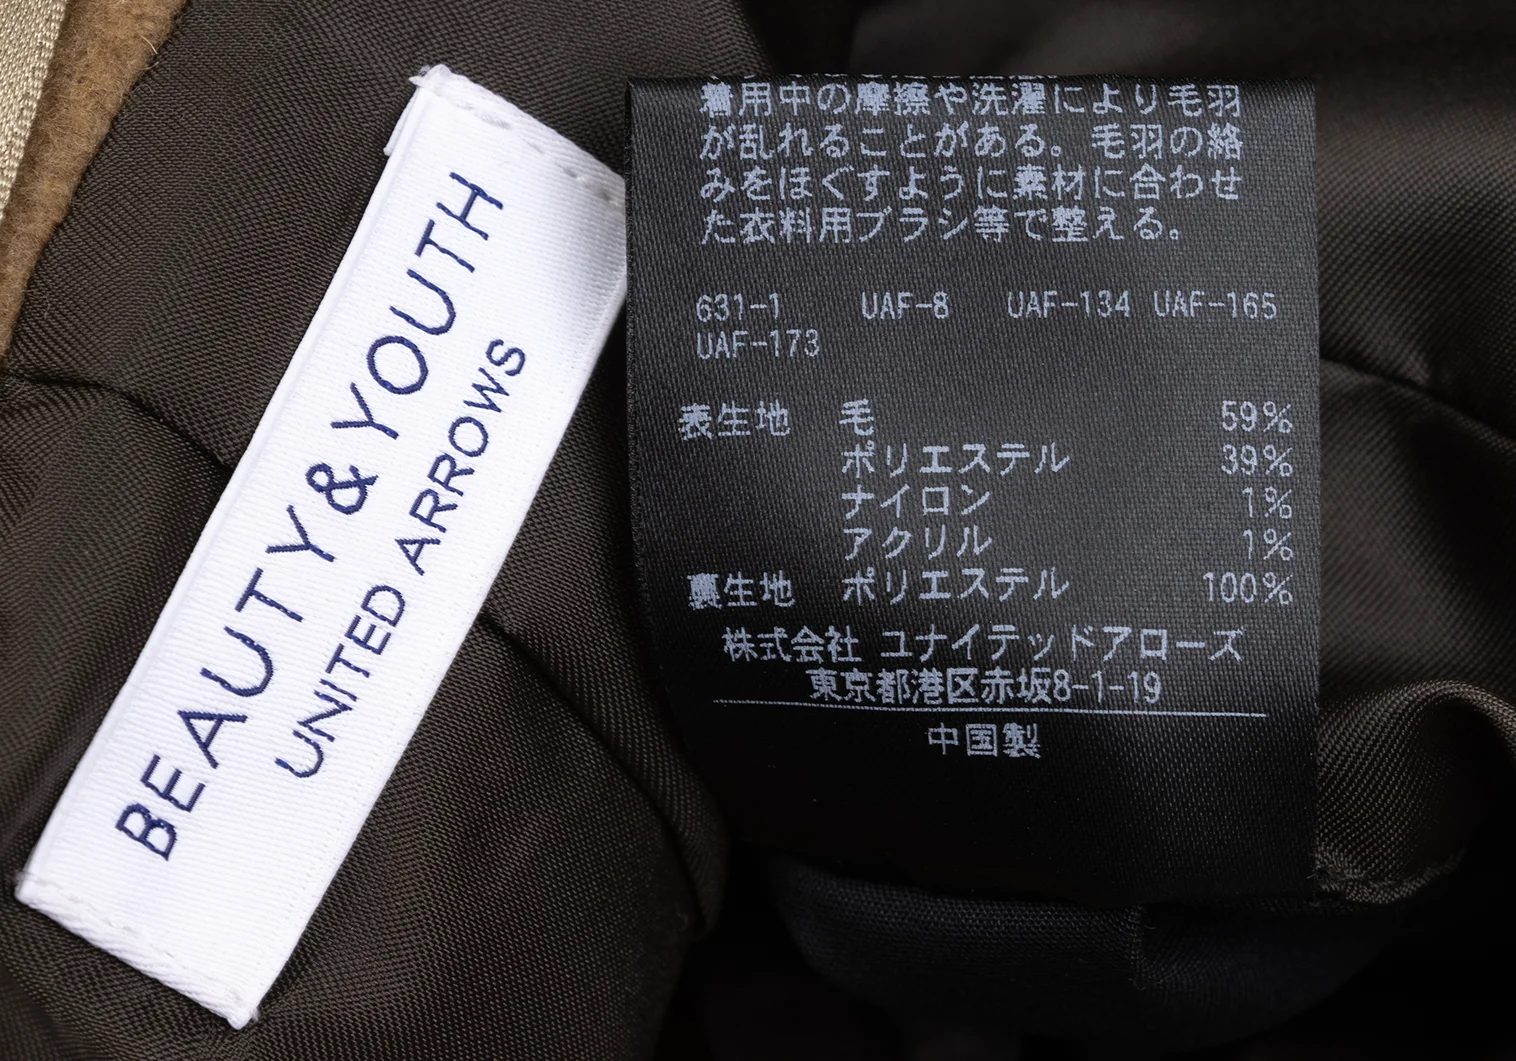 BEAUTY&YOUTH
UNITED ARROWS
着用中の摩擦や洗濯により毛羽
が乱れることがある。毛羽の絡
みをほぐすように素材に合わせ
た衣料用ブラシ等で整える。
631-1 UAF-8 UAF-134 UAF-165
UAF-173
表生地 毛 59%
ポリエステル 39%
ナイロン 1%
アクリル 1%
裏生地 ポリエステル 100%
株式会社 ユナイテッドアローズ
東京都港区赤坂8-1-19
中国製